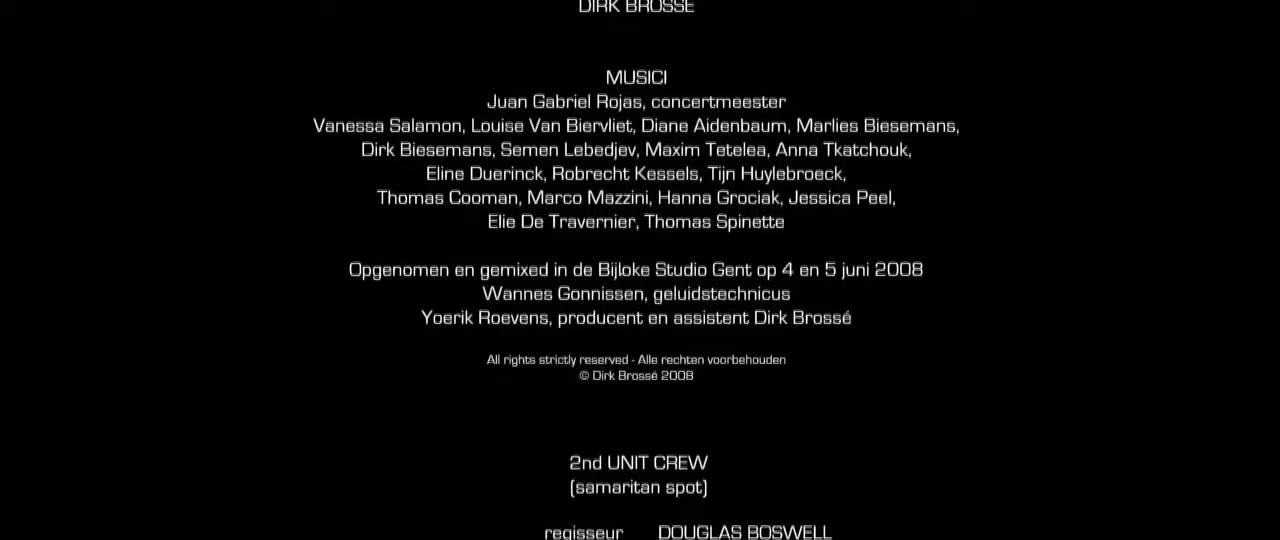 DIRK BROSSÉ
MUSICI
Juan Gabriel Rojas, concertmeester
Vanessa Salamon, Louise Van Biervliet, Diane Aidenbaum, Marlies Biesemans,
Dirk Biesemans, Semen Lebedjev, Maxim Tetelea, Anna Tkatchouk,
Eline Duerinck, Robrecht Kessels, Tijn Huylebroeck,
Thomas Cooman, Marco Mazzini, Hanna Grociak, Jessica Peel,
Elie De Travernier, Thomas Spinette
Opgenomen en gemixed in de Bijloke Studio Gent op 4 en 5 juni 2008
Wannes Gonnissen, geluidstechnicus
Yoerik Roevens, producent en assistent Dirk Brossé
All rights strictly reserved - Alle rechten voorbehouden
© Dirk Brossé 2008
2nd UNIT CREW
(samaritan spot)
regisseur DOUGLAS BOSWELL